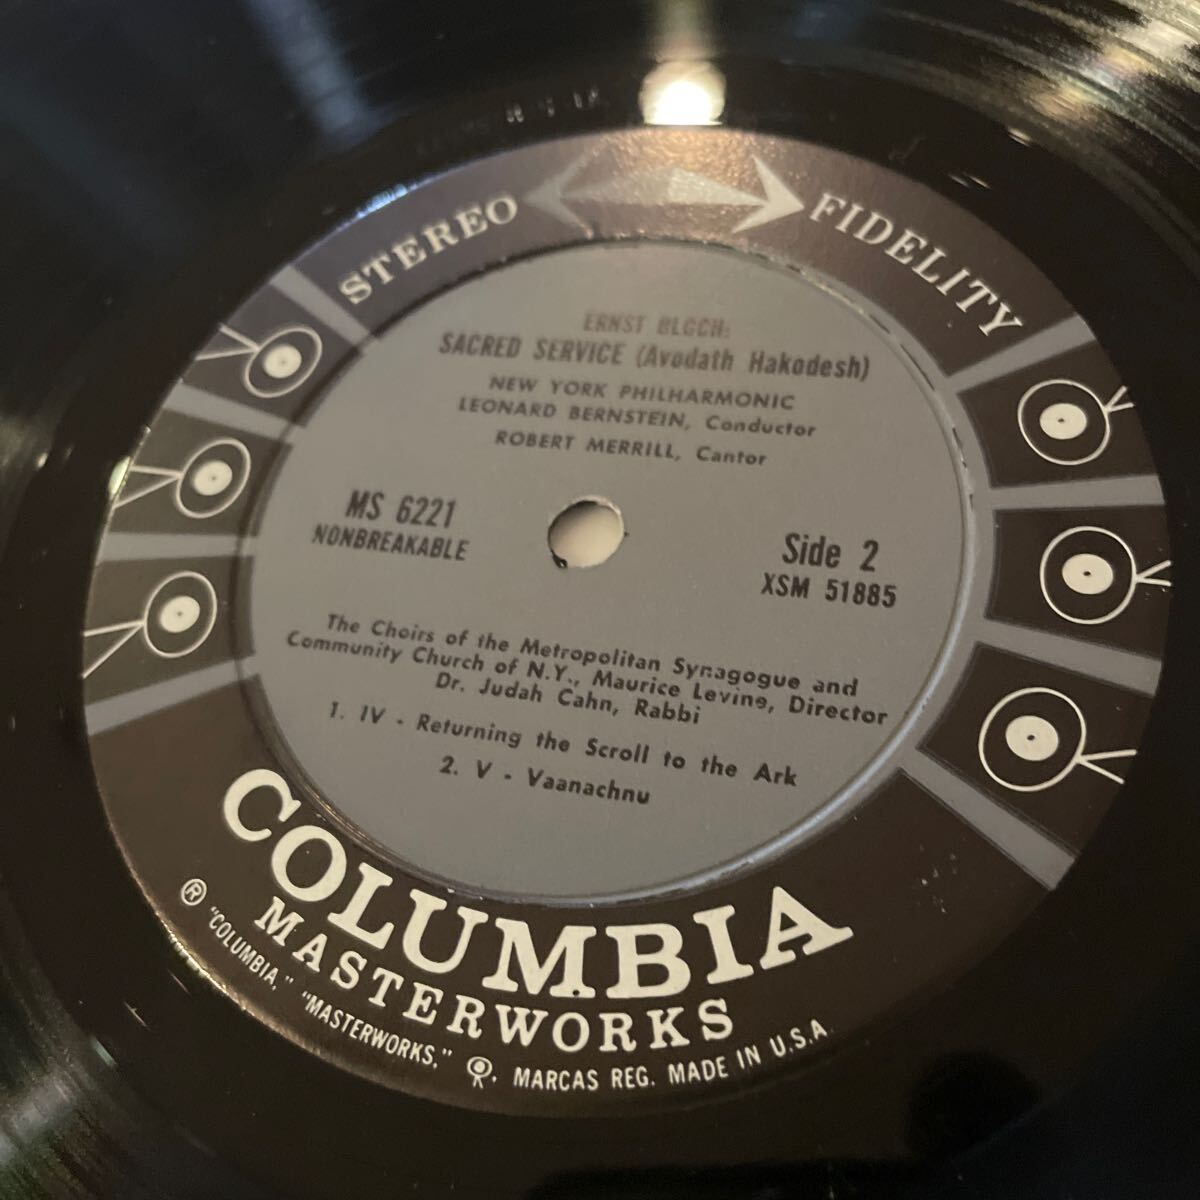 STEREO FIDELITY
ERNST BLOCH:
SACRED SERVICE (Avodath Hakodesh)
NEW YORK PHILHARMONIC
LEONARD BERNSTEIN, Conductor
ROBERT MERRILL, Cantor
MS 6221
NONBREAKABLE
Side 2
XSM 51885
The Choirs of the Metropolitan Synagogue and
Community Church of N.Y., Maurice Levine, Director
Dr. Judah Cahn, Rabbi
1. IV - Returning the Scroll to the Ark
2. V - Vaanachnu
COLUMBIA
MASTERWORKS
® "COLUMBIA," "MASTERWORKS," . MARCAS REG. MADE IN U.S.A.